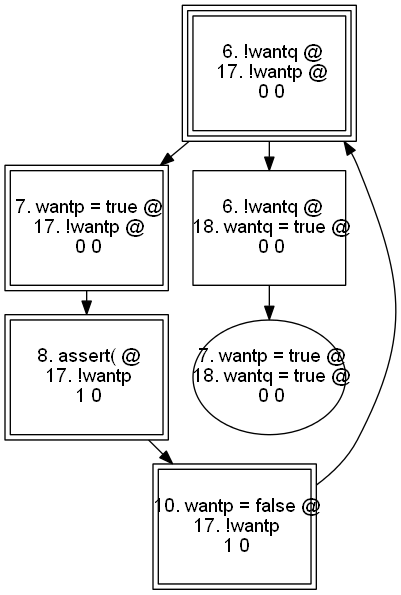 6. !wantq @
17. !wantp @
0 0
7. wantp = true @
17. !wantp @
0 0
6. !wantq @
18. wantq = true @
0 0
8. assert( @
17. !wantp
1 0
7. wantp = true @
18. wantq = true @
0 0
10. wantp = false @
17. !wantp
1 0